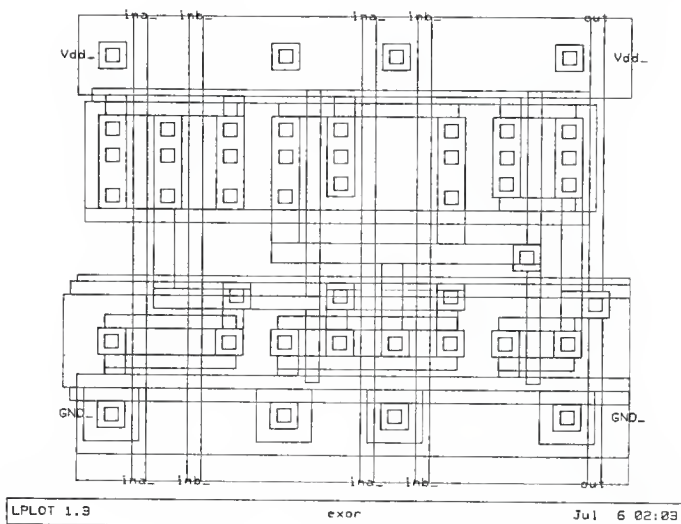 ina_ inb_ ina_ inb_ out
Vdd_ Vdd_
GND_ GND_
ina_ inb_ ina_ inb_ out
LPLOT 1.3 exor Jul 6 02:03